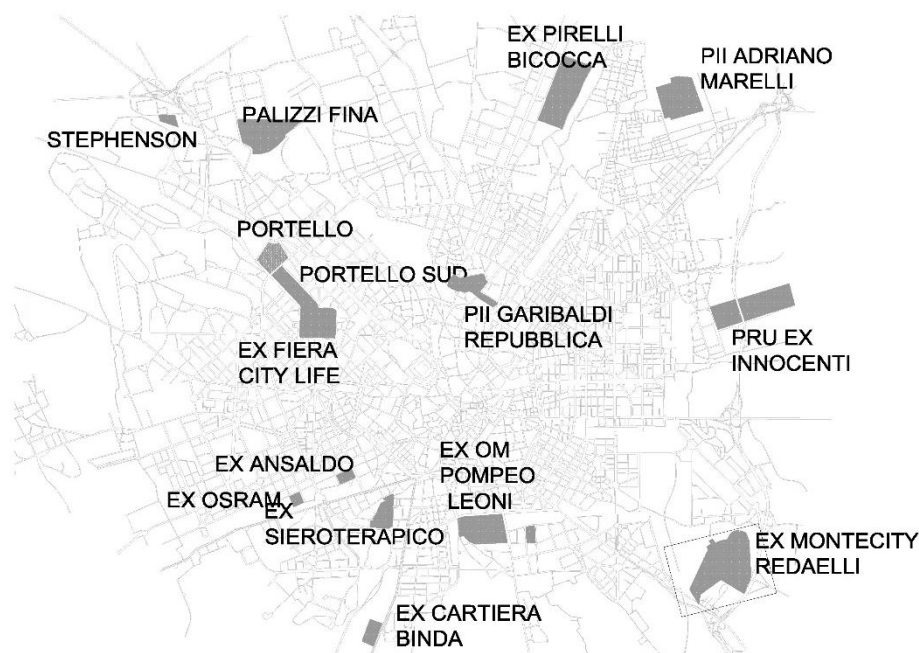 EX PIRELLI
BICOCCA
PII ADRIANO
MARELLI
PALIZZI FINA
STEPHENSON
PORTELLO
PORTELLO SUD
PII GARIBALDI
REPUBBLICA
PRU EX
INNOCENTI
EX FIERA
CITY LIFE
EX ANSALDO
EX OSRAM
EX
SIEROTERAPICO
EX OM
POMPEO
LEONI
EX MONTECITY
REDAELLI
EX CARTIERA
BINDA